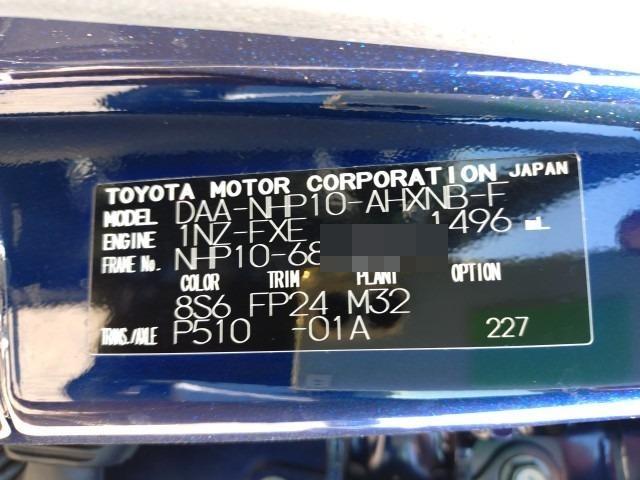 TOYOTA MOTOR CORPORATION JAPAN
MODEL DAA-NHP10-AHXNB-F
ENGINE 1NZ-FXE 1496 L
FRAME No. NHP10-68
COLOR TRIM PLANT OPTION
8S6 FP24 M32
TRANS./AXLE P510 -01A 227